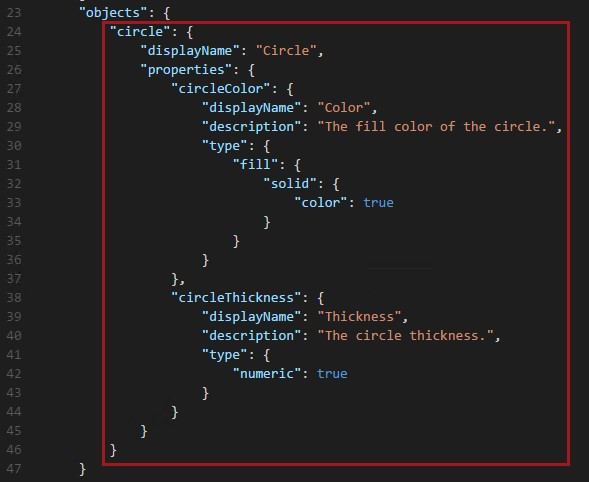 23 "objects": {
24 "circle": {
25 "displayName": "Circle",
26 "properties": {
27 "circleColor": {
28 "displayName": "Color",
29 "description": "The fill color of the circle.",
30 "type": {
31 "fill": {
32 "solid": {
33 "color": true
34 }
35 }
36 }
37 },
38 "circleThickness": {
39 "displayName": "Thickness",
40 "description": "The circle thickness.",
41 "type": {
42 "numeric": true
43 }
44 }
45 }
46 }
47 }